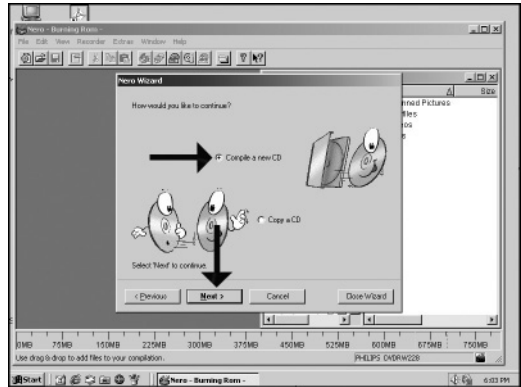 Nero - Burning Rom -
File Edit View Recorder Extras Window Help
Nero Wizard
Size
How would you like to continue?
nned Pictures
files
eos
s
Compile a new CD
Copy a CD
Select 'Next' to continue.
< Previous Next > Cancel Close Wizard
0MB 75MB 150MB 225MB 300MB 375MB 450MB 525MB 600MB 675MB 750MB
Use drag & drop to add files to your compilation. PHILIPS CDRW228
Start Nero - Burning Rom - 6:03 PM